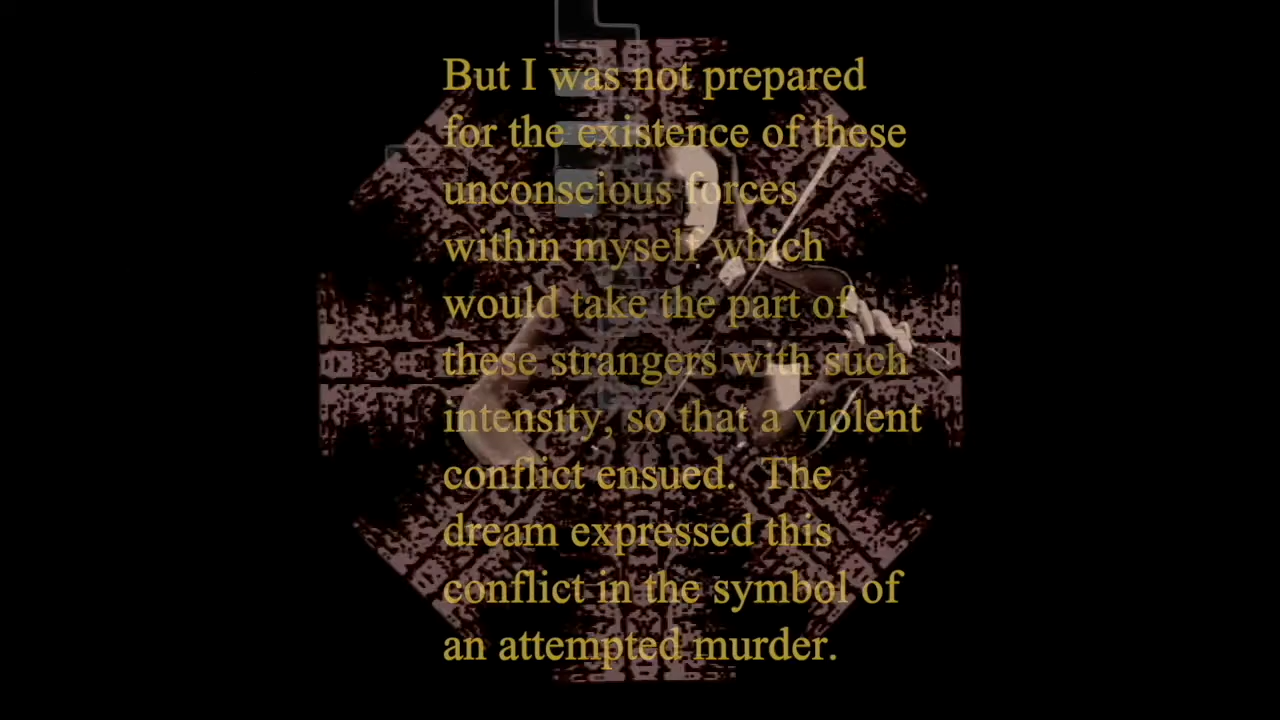 But I was not prepared
for the existence of these
unconscious forces
within myself which
would take the part of
these strangers with such
intensity, so that a violent
conflict ensued.  The
dream expressed this
conflict in the symbol of
an attempted murder.